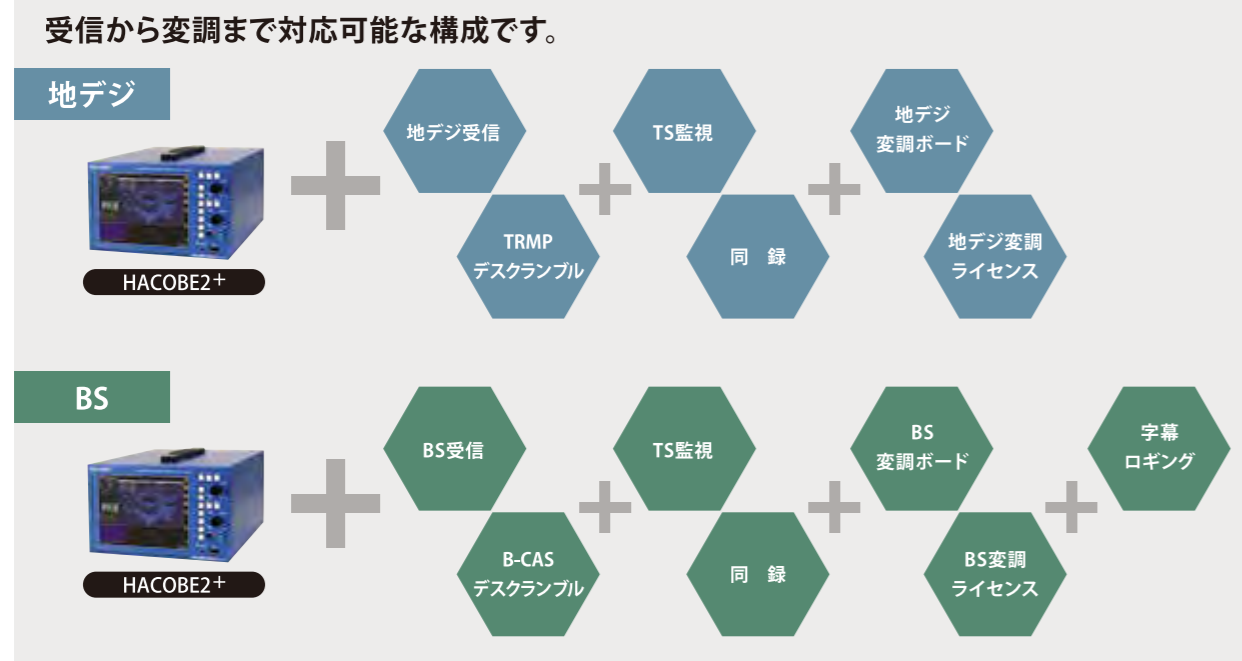 受信から変調まで対応可能な構成です。
地デジ
HACOBE2+
地デジ受信
TRMP
デスクランブル
TS監視
同　録
地デジ
変調ボード
地デジ変調
ライセンス
BS
HACOBE2+
BS受信
B-CAS
デスクランブル
TS監視
同　録
BS
変調ボード
BS変調
ライセンス
字幕
ロギング